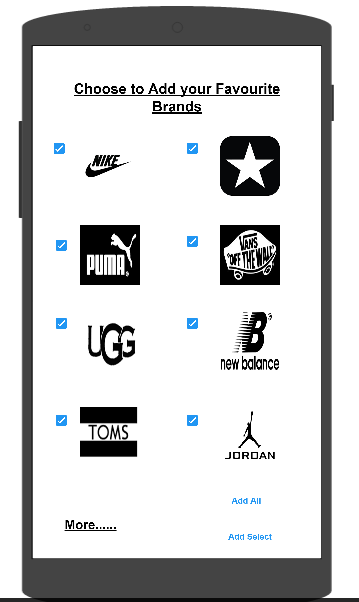 Choose to Add your Favourite
Brands
NIKE
PUMA®
VANS
"OFF THE WALL"
UGG
B
new balance
TOMS
JORDAN
Add All
More......
Add Select